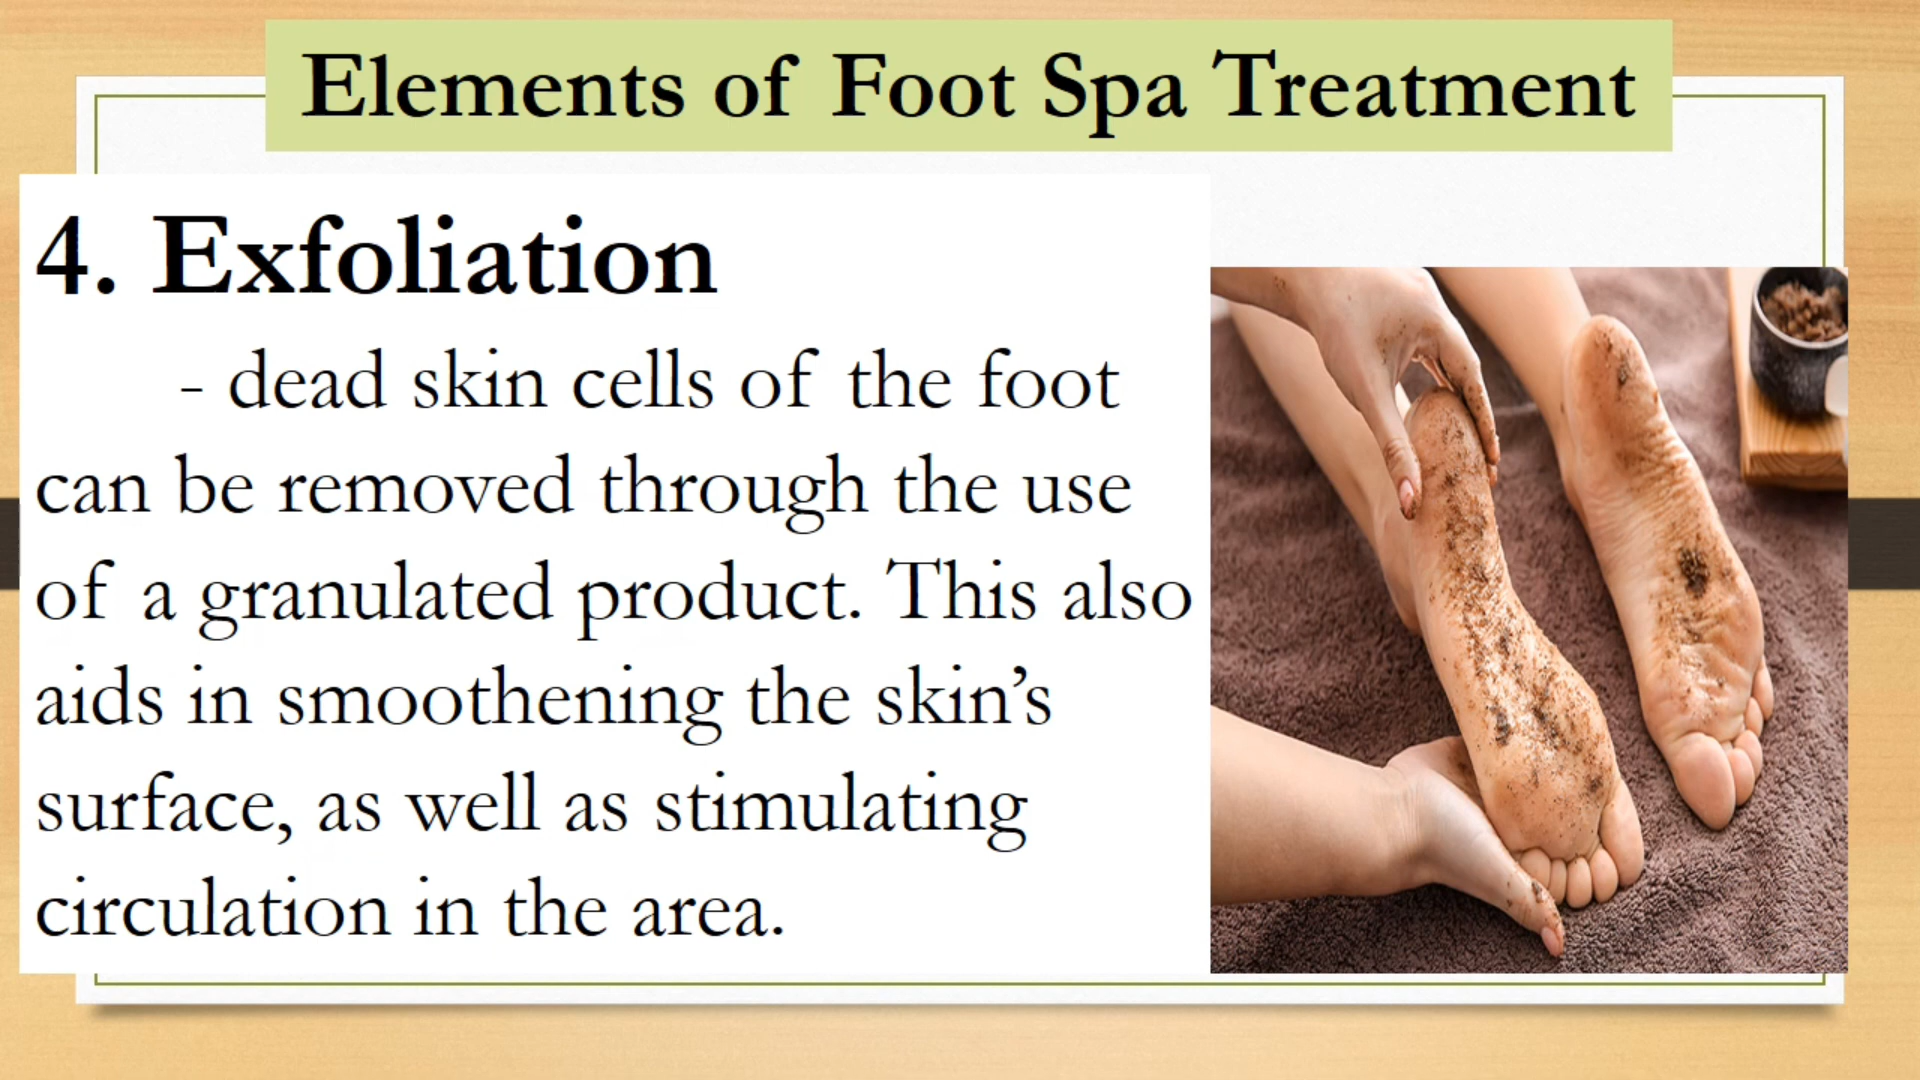 Elements of Foot Spa Treatment
4. Exfoliation
- dead skin cells of the foot
can be removed through the use
of a granulated product. This also
aids in smoothening the skin’s
surface, as well as stimulating
circulation in the area.